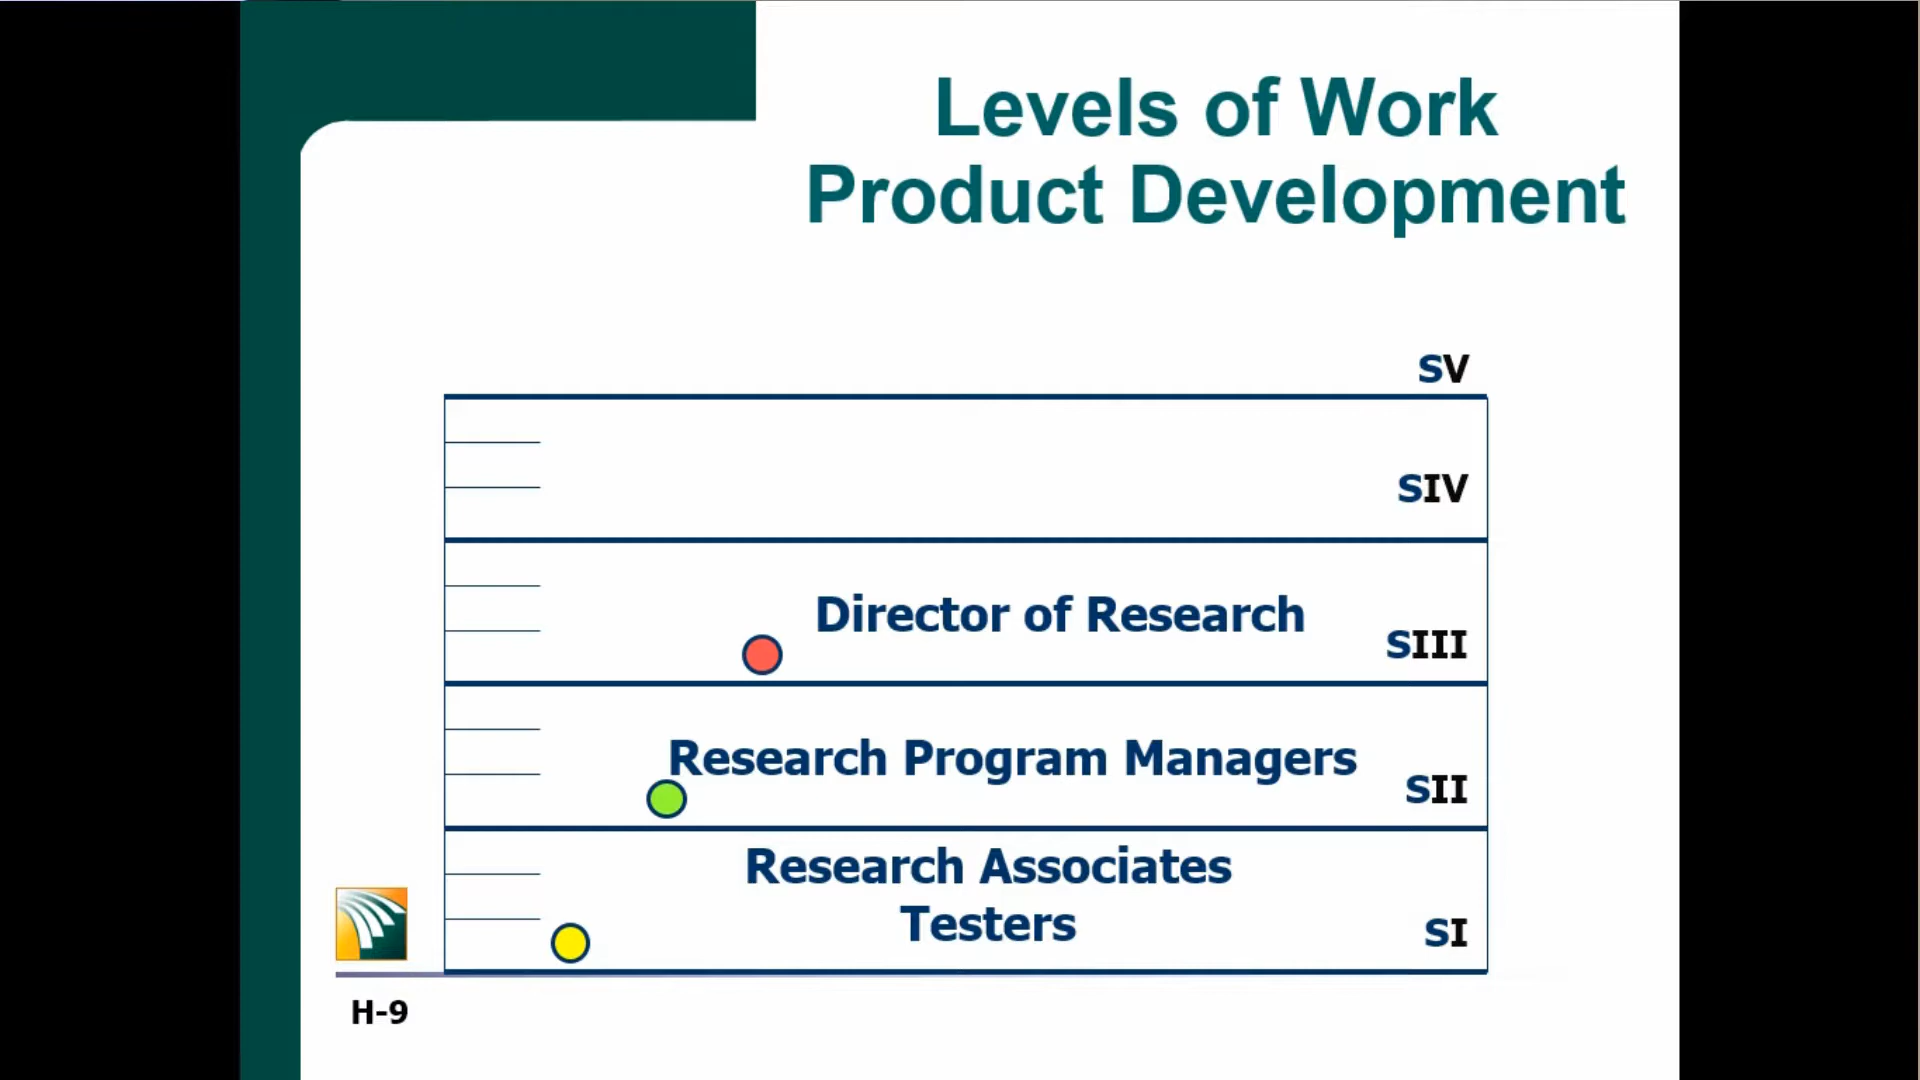 Levels of Work
Product Development
SV
SIV
Director of Research
SIII
Research Program Managers
SII
Research Associates
Testers
SI
H-9